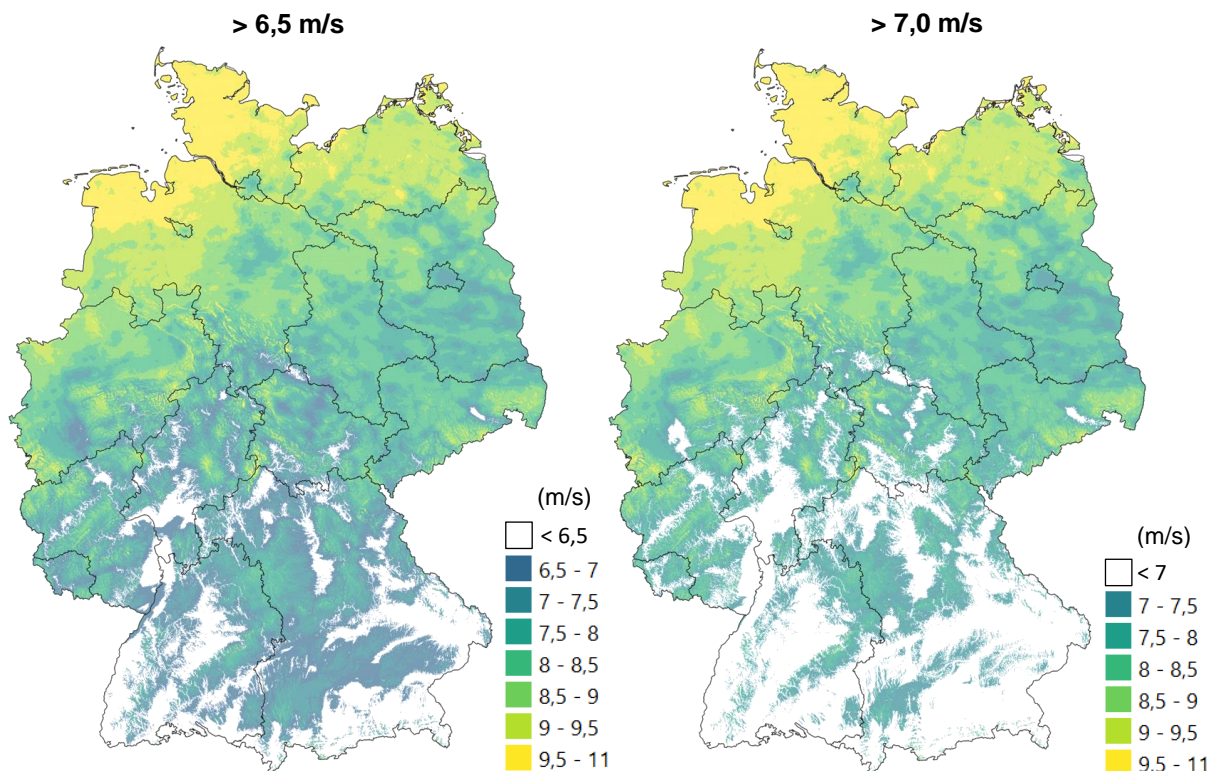 > 6,5 m/s
> 7,0 m/s
(m/s)
< 6,5
6,5 - 7
7 - 7,5
7,5 - 8
8 - 8,5
8,5 - 9
9 - 9,5
9,5 - 11
(m/s)
< 7
7 - 7,5
7,5 - 8
8 - 8,5
8,5 - 9
9 - 9,5
9,5 - 11